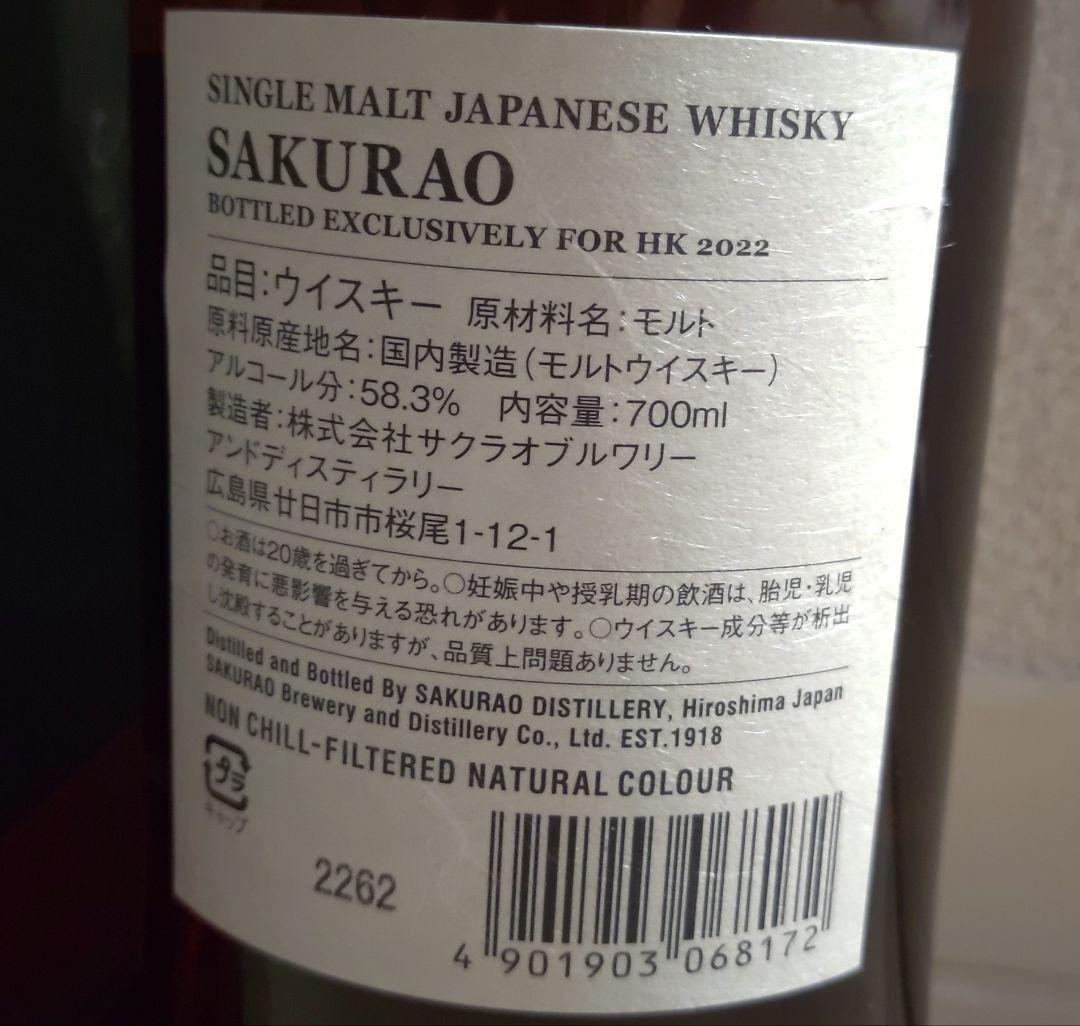 SINGLE MALT JAPANESE WHISKY
SAKURAO
BOTTLED EXCLUSIVELY FOR HK 2022
品目:ウイスキー 原材料名:モルト
原料原産地名:国内製造(モルトウイスキー)
アルコール分:58.3% 内容量:700ml
製造者:株式会社サクラオブルワリー
アンドディスティラリー
広島県廿日市市桜尾1-12-1
○お酒は20歳を過ぎてから。○妊娠中や授乳期の飲酒は、胎児・乳児
の発育に悪影響を与える恐れがあります。○ウイスキー成分等が析出
し沈殿することがありますが、品質上問題ありません。
Distilled and Bottled By SAKURAO DISTILLERY, Hiroshima Japan
SAKURAO Brewery and Distillery Co., Ltd. EST.1918
NON CHILL-FILTERED NATURAL COLOUR
プラ
キャップ
2262
4 901903 068172